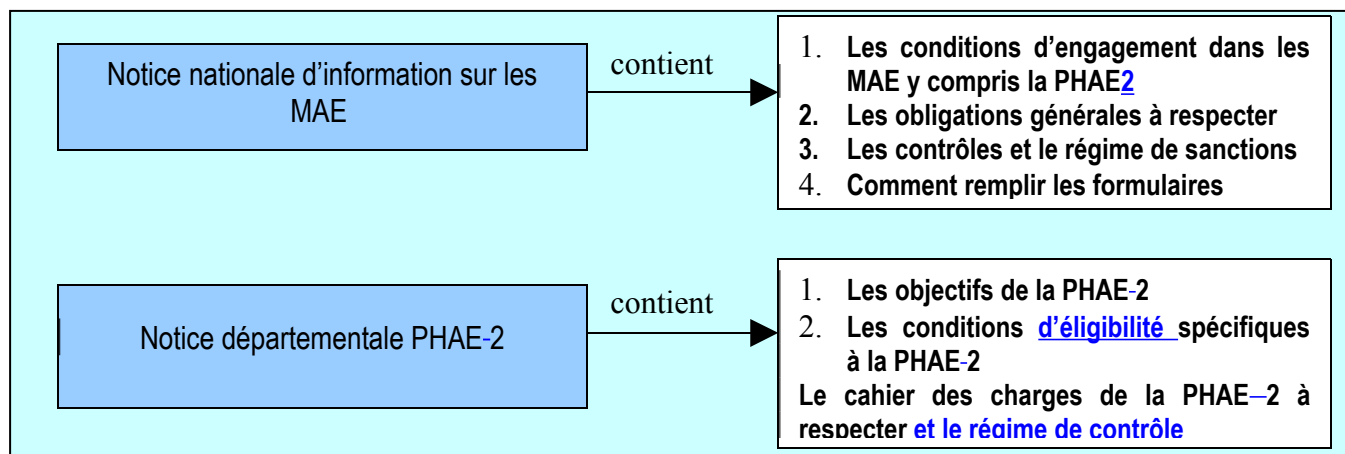 Notice nationale d'information sur les
MAE
contient
1. Les conditions d'engagement dans les
MAE y compris la PHAE2
2. Les obligations générales à respecter
3. Les contrôles et le régime de sanctions
4. Comment remplir les formulaires
Notice départementale PHAE-2
contient
1. Les objectifs de la PHAE-2
2. Les conditions d'éligibilité spécifiques
à la PHAE-2
Le cahier des charges de la PHAE–2 à
respecter et le régime de contrôle